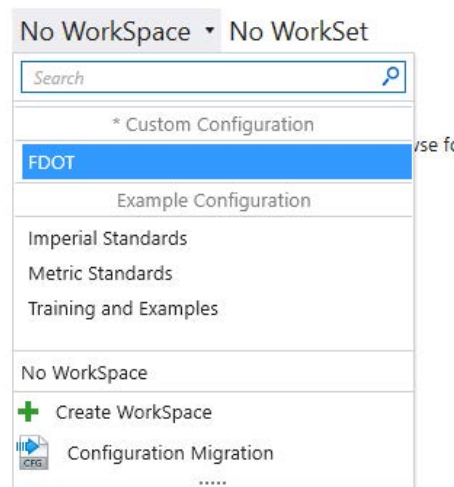 No WorkSpace No WorkSet
Search
* Custom Configuration
FDOT
Example Configuration
Imperial Standards
Metric Standards
Training and Examples
No WorkSpace
Create WorkSpace
CFG Configuration Migration